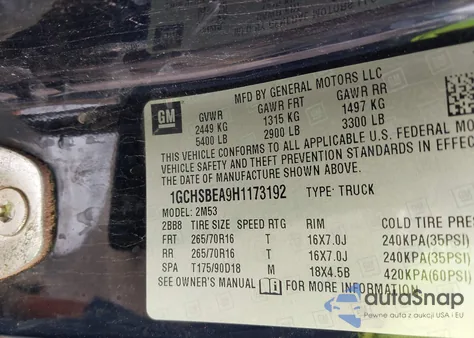 GM
MFD BY GENERAL MOTORS LLC
GVWR GAWR FRT GAWR RR
2449 KG 1315 KG 1497 KG
5400 LB 2900 LB 3300 LB
THIS VEHICLE CONFORMS TO ALL APPLICABLE U.S. FEDERAL MO
THEFT PREVENTION STANDARDS IN EFFEC
THE DATE OF MANUFACTURE SHOWN ABOVE.
1GCHSBEA9H1173192 TYPE: TRUCK
MODEL: 2M53
2BB8 TIRE SIZE SPEED RTG RIM COLD TIRE PRES
FRT 265/70R16 T 16X7.0J 240KPA(35PSI)
RR 265/70R16 T 16X7.0J 240KPA(35PSI)
SPA T175/90D18 M 18X4.5B 420KPA(60PSI)
SEE OWNER'S MANUAL FOR MORE INFORMATION.
autoSnap
Pewne auta z aukcji USA i EU